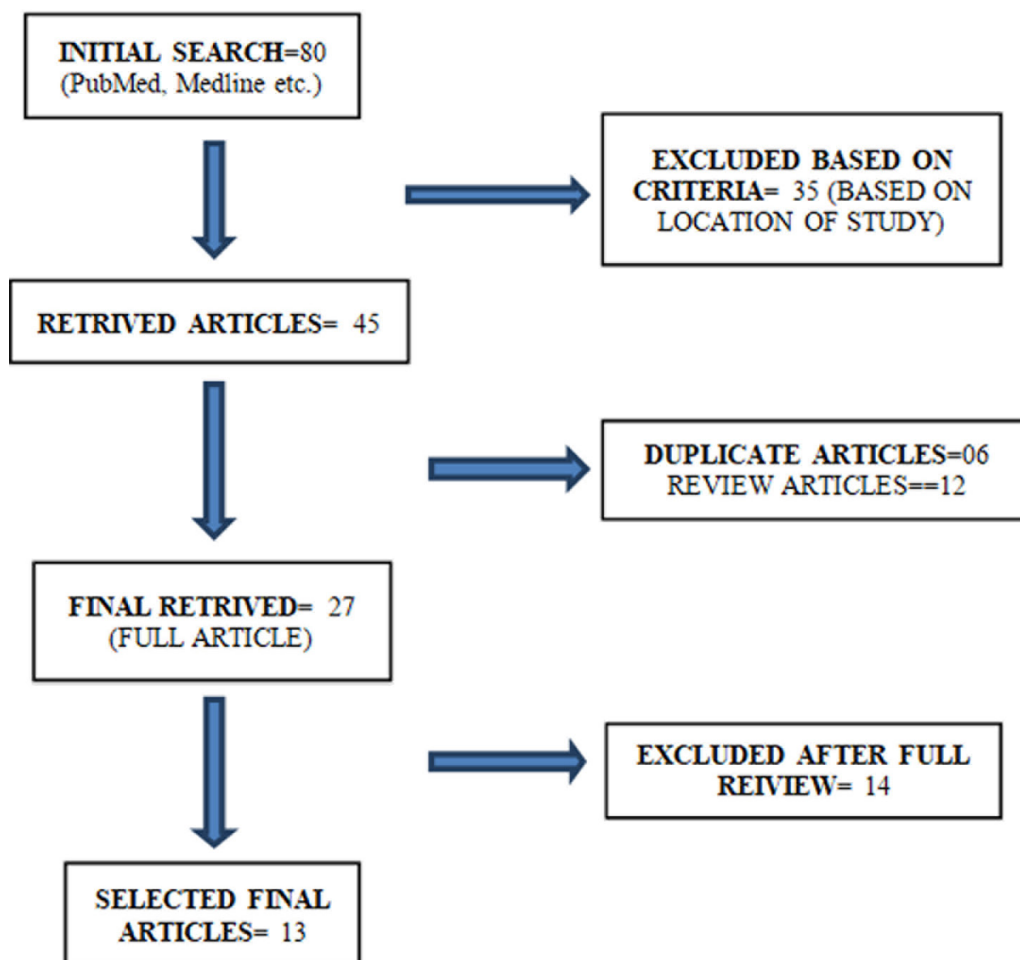 INITIAL SEARCH=80
(PubMed, Medline etc.)
EXCLUDED BASED ON
CRITERIA= 35 (BASED ON
LOCATION OF STUDY)
RETRIVED ARTICLES= 45
DUPLICATE ARTICLES=06
REVIEW ARTICLES==12
FINAL RETRIVED= 27
(FULL ARTICLE)
EXCLUDED AFTER FULL
REIVIEW= 14
SELECTED FINAL
ARTICLES= 13